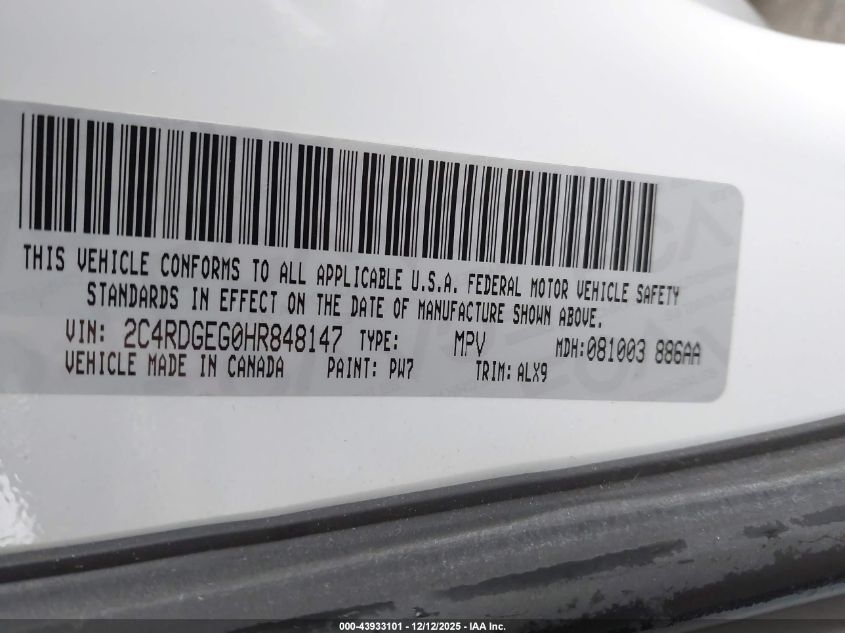 THIS VEHICLE CONFORMS TO ALL APPLICABLE U.S.A. FEDERAL MOTOR VEHICLE SAFETY
STANDARDS IN EFFECT ON THE DATE OF MANUFACTURE SHOWN ABOVE.
VIN: 2C4RDGEG0HR848147 TYPE: MPV MDH:081003 886AA
VEHICLE MADE IN CANADA PAINT: PW7 TRIM: ALX9
000-43933101 - 12/12/2025 - IAA Inc.